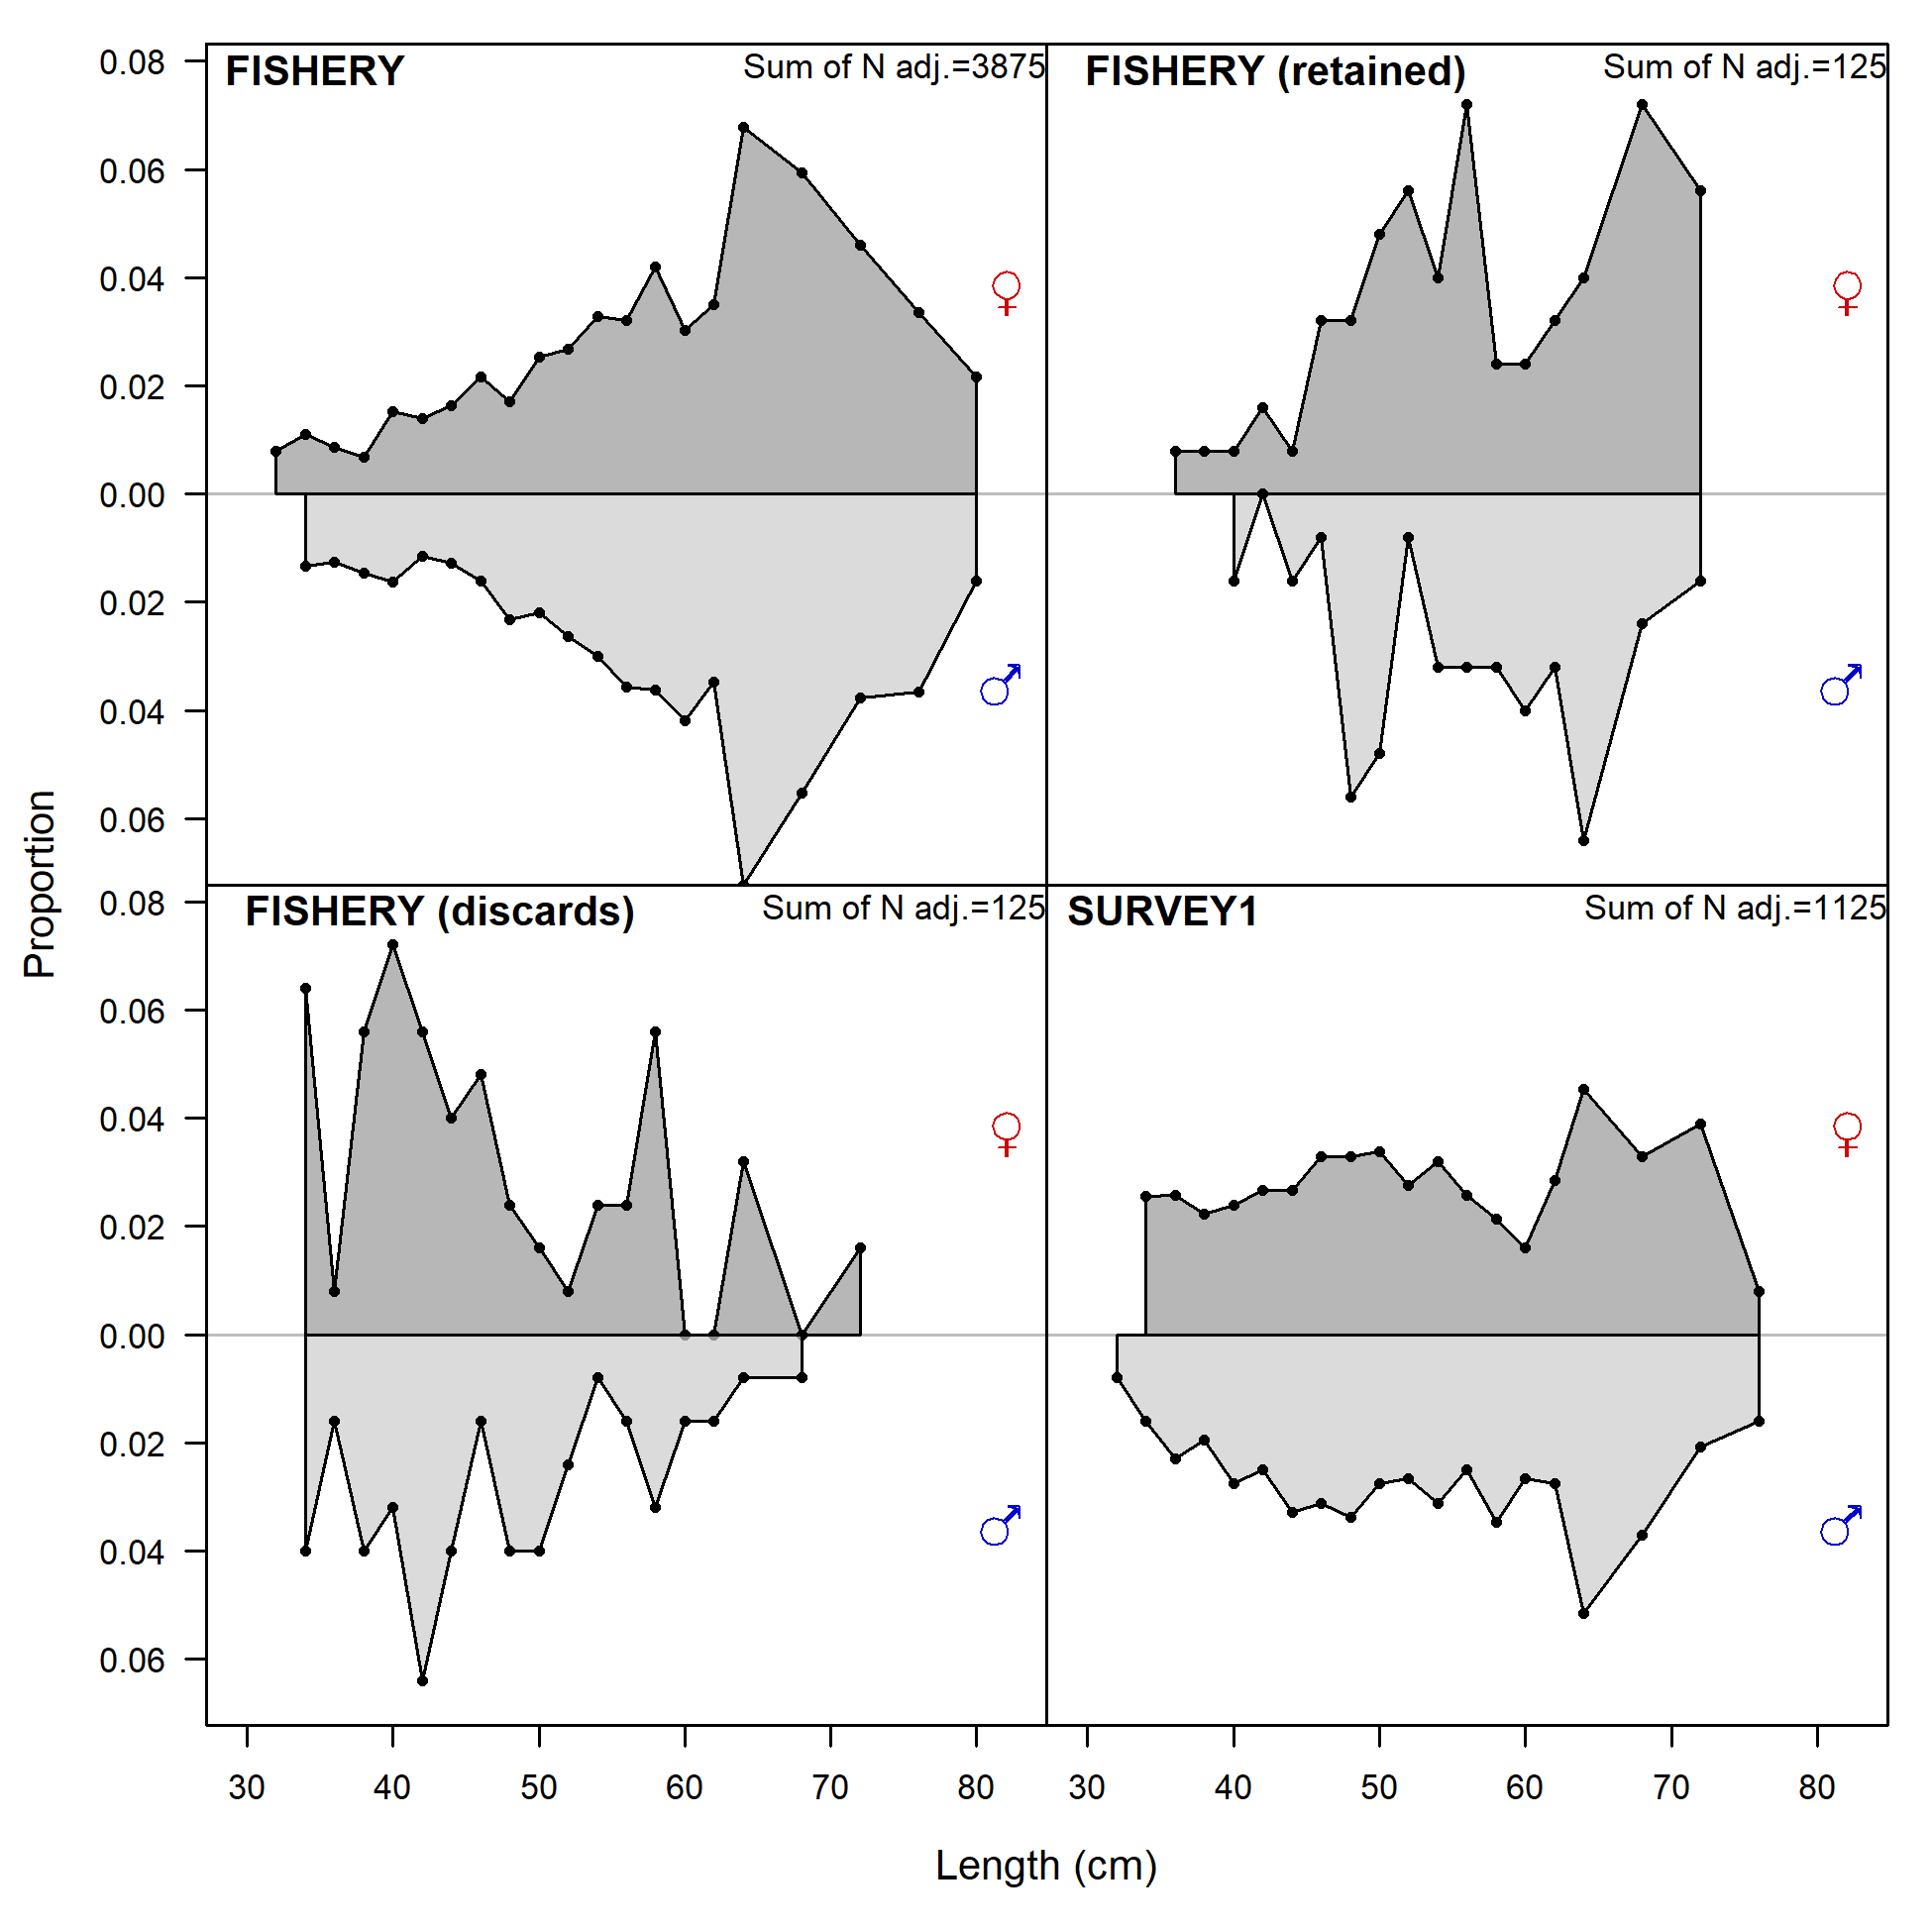 FISHERY
Sum of N adj.=3875
FISHERY (retained)
Sum of N adj.=125
0.08
0.06
0.04
♀
♀
0.02
0.00
0.02
♂
♂
0.04
0.06
FISHERY (discards)
Sum of N adj.=125
SURVEY1
Sum of N adj.=1125
0.08
0.06
0.04
♀
♀
0.02
0.00
0.02
♂
♂
0.04
0.06
30 40 50 60 70 80 30 40 50 60 70 80
Length (cm)
Proportion